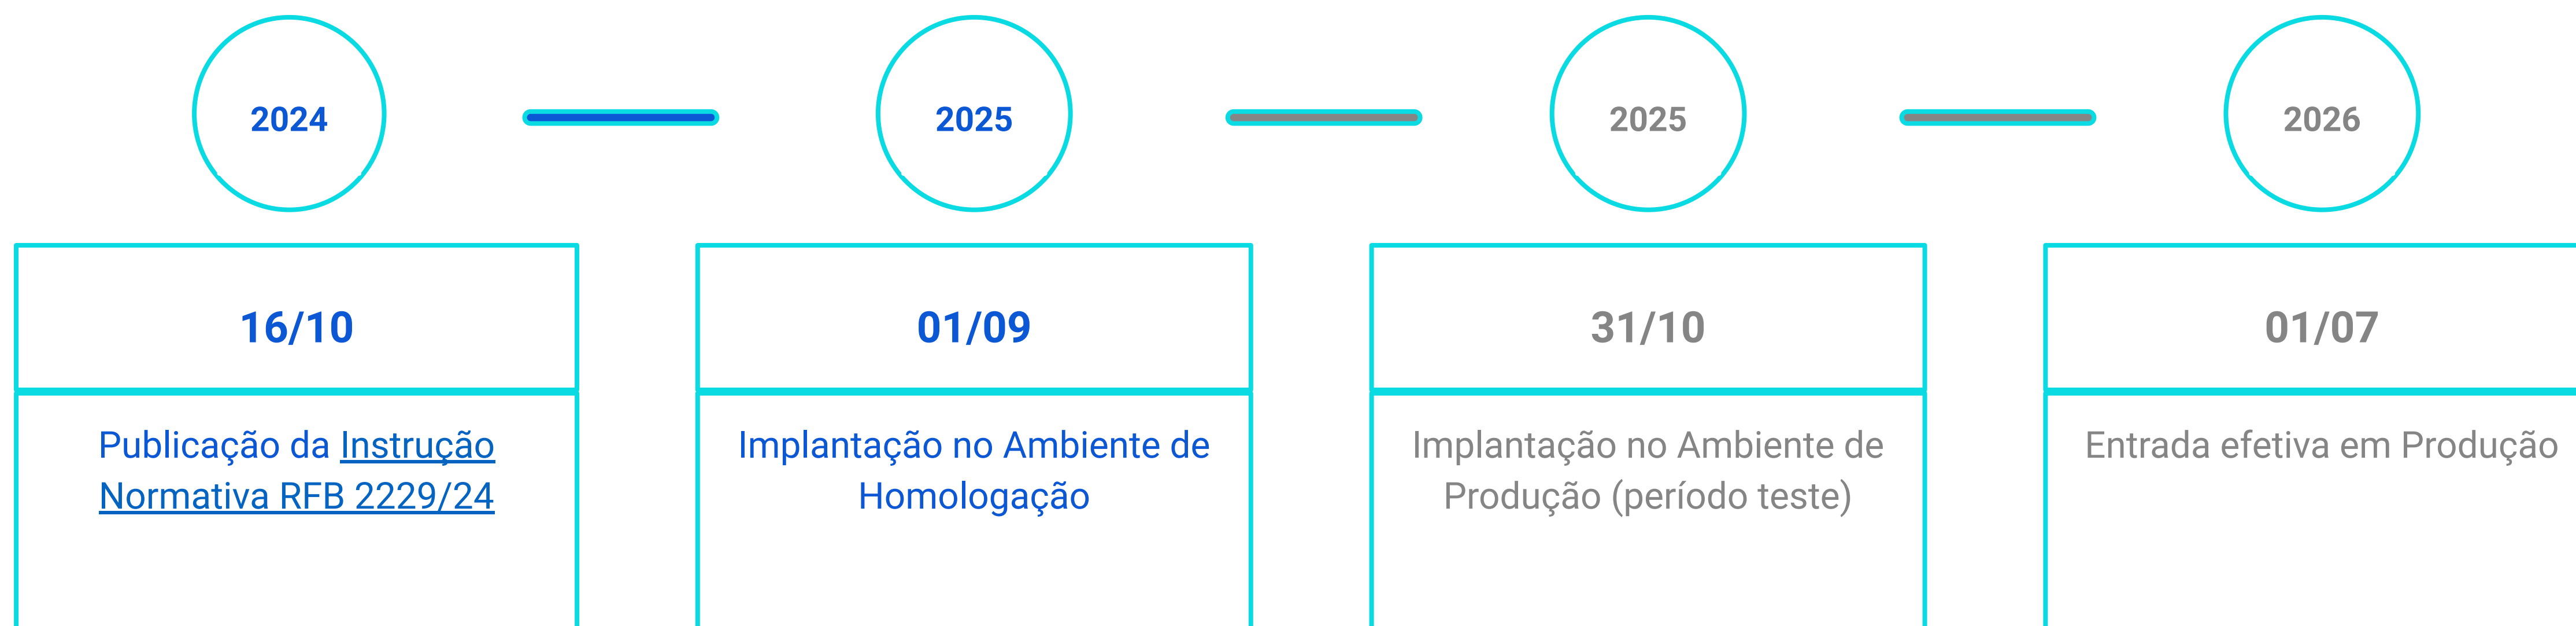 2024
2025
2025
2026
16/10
01/09
31/10
01/07
Publicação da Instrução
Normativa RFB 2229/24
Implantação no Ambiente de
Homologação
Implantação no Ambiente de
Produção (período teste)
Entrada efetiva em Produção